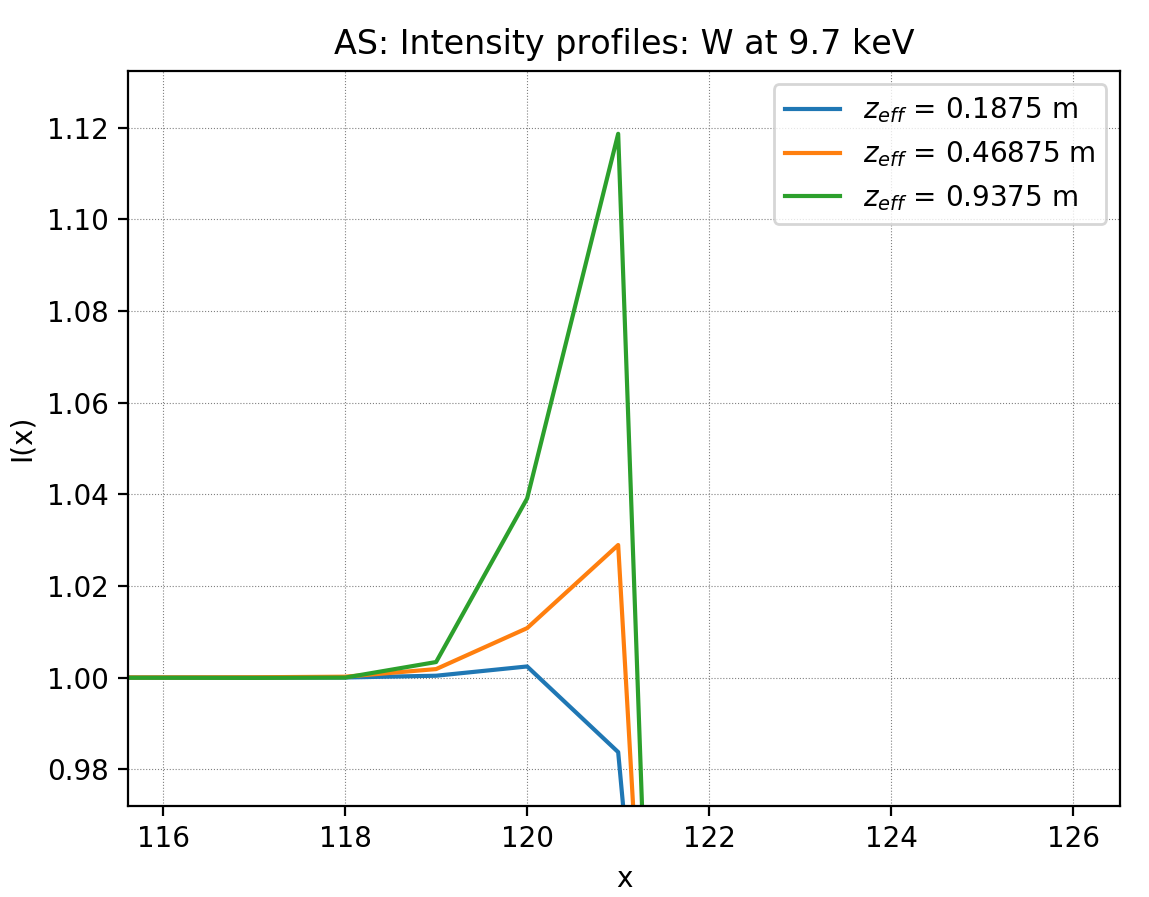 AS: Intensity profiles: W at 9.7 keV
z_eff = 0.1875 m
z_eff = 0.46875 m
z_eff = 0.9375 m
1.12
1.10
1.08
1.06
1.04
1.02
1.00
0.98
I(x)
116 118 120 122 124 126
x